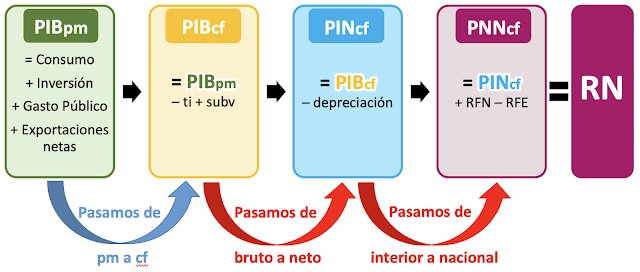 PIBpm
= Consumo
+ Inversión
+ Gasto Público
+ Exportaciones
netas
PIBcf
= PIBpm
– ti + subv
PINcf
= PIBcf
– depreciación
PNNcf
= PINcf
+ RFN – RFE
= RN
Pasamos de
pm a cf
Pasamos de
bruto a neto
Pasamos de
interior a nacional